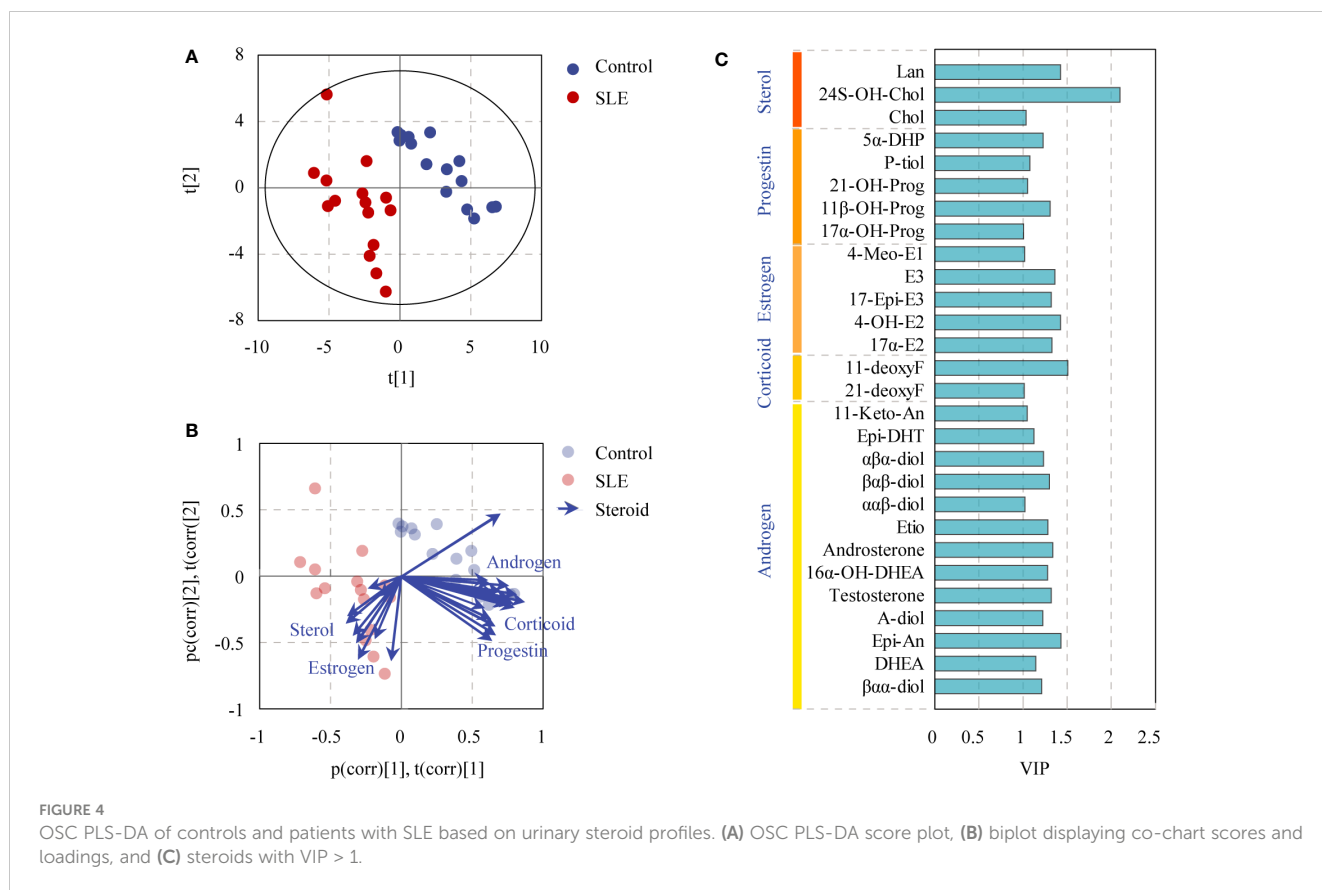 A
8
4
0
-4
-8
-10
-5
0
5
10
t[2]
t[1]
Control
SLE
B
1
0.5
0
-0.5
-1
-1
-0.5
0
0.5
1
pc(corr)[2], t(corr([2]
p(corr)[1], t(corr)[1]
Control
SLE
Steroid
Androgen
Corticoid
Progestin
Sterol
Estrogen
C
Sterol
Progestin
Estrogen
Corticoid
Androgen
Lan
24S-OH-Chol
Chol
5α-DHP
P-tiol
21-OH-Prog
11β-OH-Prog
17α-OH-Prog
4-Meo-E1
E3
17-Epi-E3
4-OH-E2
17α-E2
11-deoxyF
21-deoxyF
11-Keto-An
Epi-DHT
αβα-diol
βαβ-diol
ααβ-diol
Etio
Androsterone
16α-OH-DHEA
Testosterone
A-diol
Epi-An
DHEA
βαα-diol
0 0.5 1 1.5 2 2.5
VIP
FIGURE 4
OSC PLS-DA of controls and patients with SLE based on urinary steroid profiles. (A) OSC PLS-DA score plot, (B) biplot displaying co-chart scores and
loadings, and (C) steroids with VIP > 1.